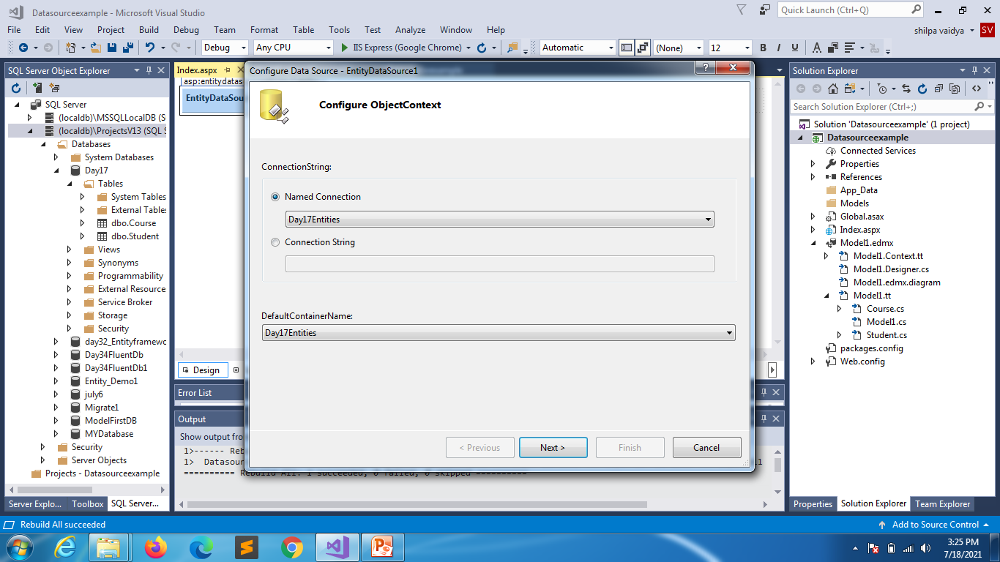 Datasourceexample - Microsoft Visual Studio
Quick Launch (Ctrl+Q)
File Edit View Project Build Debug Team Format Table Tools Test Analyze Window Help
shilpa vaidya SV
Debug Any CPU IIS Express (Google Chrome) Automatic (None) 12 B I U A
SQL Server Object Explorer
SQL Server
(localdb)\MSSQLLocalDB (S
(localdb)\ProjectsV13 (SQL S
Databases
System Databases
Day17
Tables
System Tables
External Tables
dbo.Course
dbo.Student
Views
Synonyms
Programmability
External Resource
Service Broker
Storage
Security
day32_Entityframewo
Day34FluentDb
Day34FluentDb1
Entity_Demo1
july6
Migrate1
ModelFirstDB
MYDatabase
Security
Server Objects
Projects - Datasourceexample
Server Explo... Toolbox SQL Server...
Index.aspx
asp:entitydatas
EntityDataSou
Design
Error List
Output
Show output fro
1>------ Reb
1> Datasour
========== Rebuild All: 1 succeeded, 0 failed, 0 skipped ==========
Configure Data Source - EntityDataSource1
Configure ObjectContext
ConnectionString:
Named Connection
Day17Entities
Connection String
DefaultContainerName:
Day17Entities
< Previous Next > Finish Cancel
Solution Explorer
Search Solution Explorer (Ctrl+;)
Solution 'Datasourceexample' (1 project)
Datasourceexample
Connected Services
Properties
References
App_Data
Models
Global.asax
Index.aspx
Model1.edmx
Model1.Context.tt
Model1.Designer.cs
Model1.edmx.diagram
Model1.tt
Course.cs
Model1.cs
Student.cs
packages.config
Web.config
Properties Solution Explorer Team Explorer
Rebuild All succeeded
Add to Source Control
3:25 PM
7/18/2021